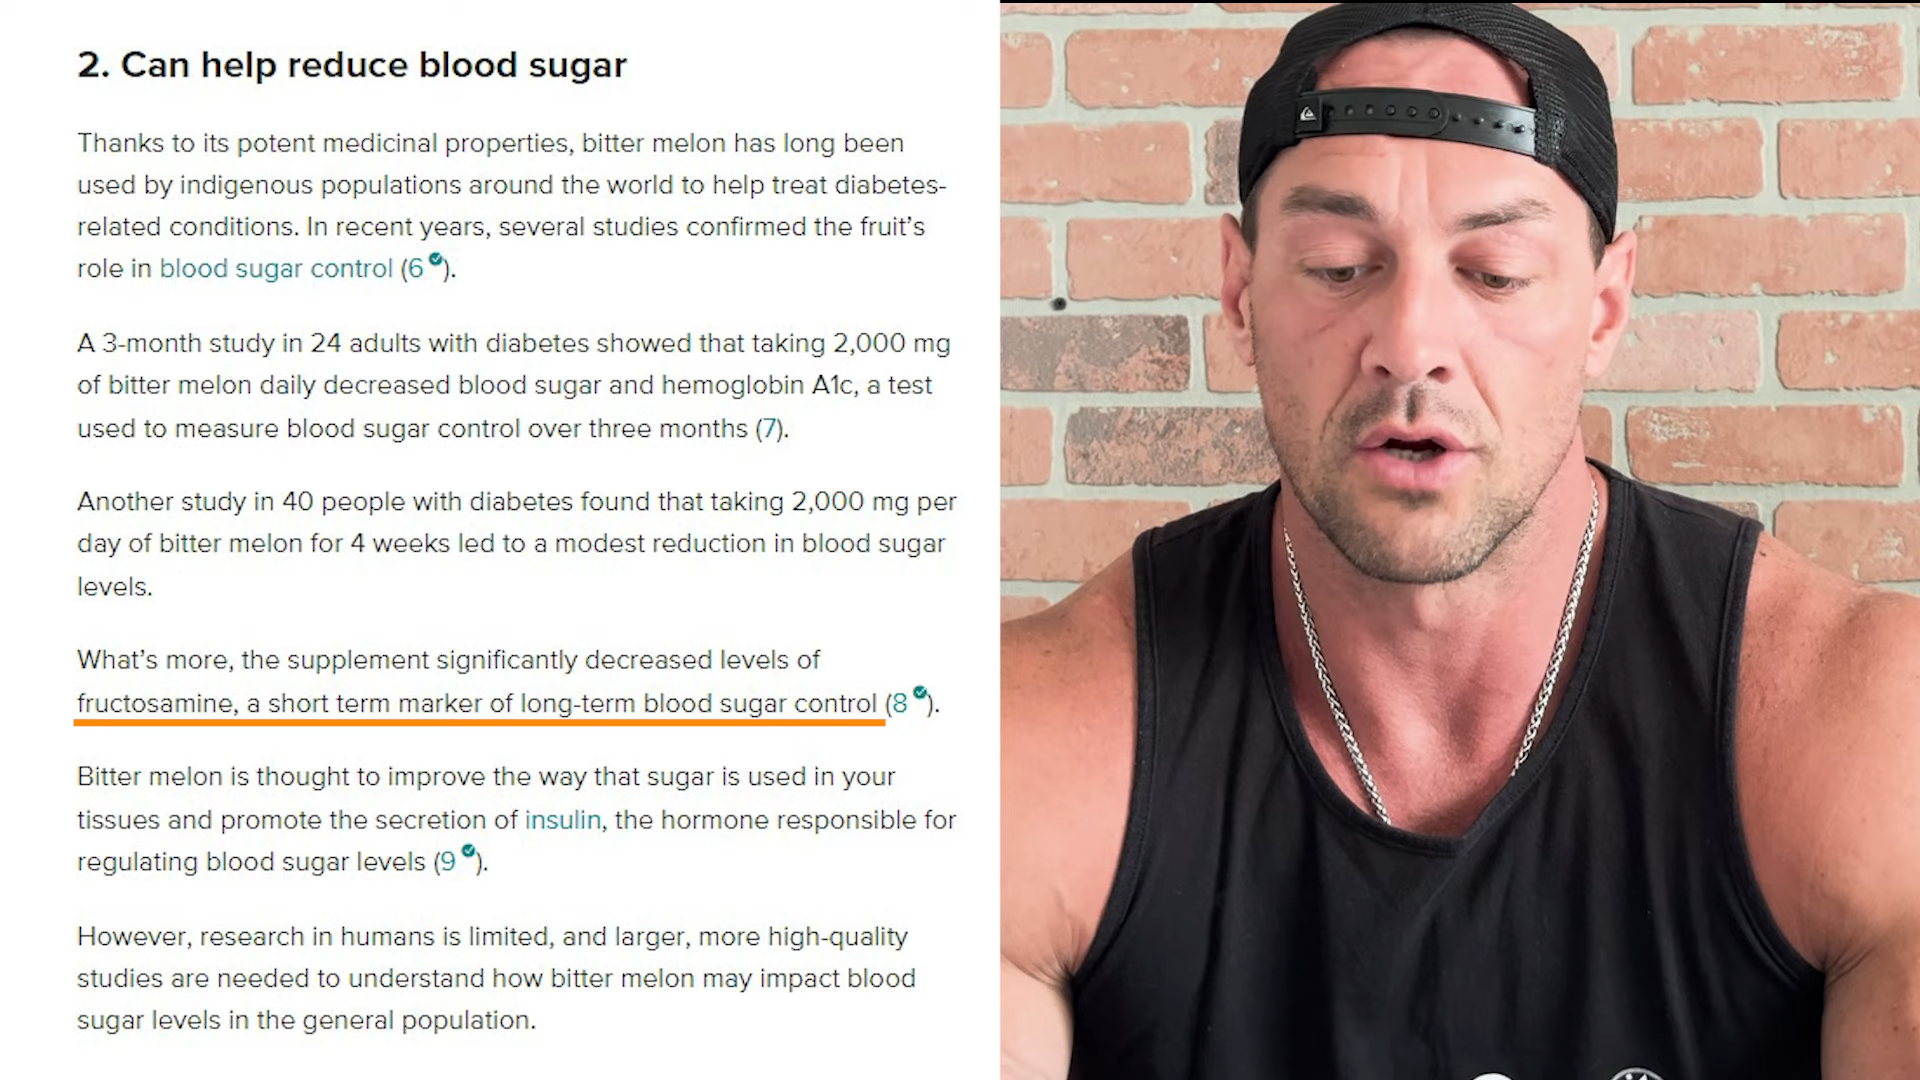 2. Can help reduce blood sugar
Thanks to its potent medicinal properties, bitter melon has long been
used by indigenous populations around the world to help treat diabetes-
related conditions. In recent years, several studies confirmed the fruit’s
role in blood sugar control (6).
A 3-month study in 24 adults with diabetes showed that taking 2,000 mg
of bitter melon daily decreased blood sugar and hemoglobin A1c, a test
used to measure blood sugar control over three months (7).
Another study in 40 people with diabetes found that taking 2,000 mg per
day of bitter melon for 4 weeks led to a modest reduction in blood sugar
levels.
What’s more, the supplement significantly decreased levels of
fructosamine, a short term marker of long-term blood sugar control (8).
Bitter melon is thought to improve the way that sugar is used in your
tissues and promote the secretion of insulin, the hormone responsible for
regulating blood sugar levels (9).
However, research in humans is limited, and larger, more high-quality
studies are needed to understand how bitter melon may impact blood
sugar levels in the general population.